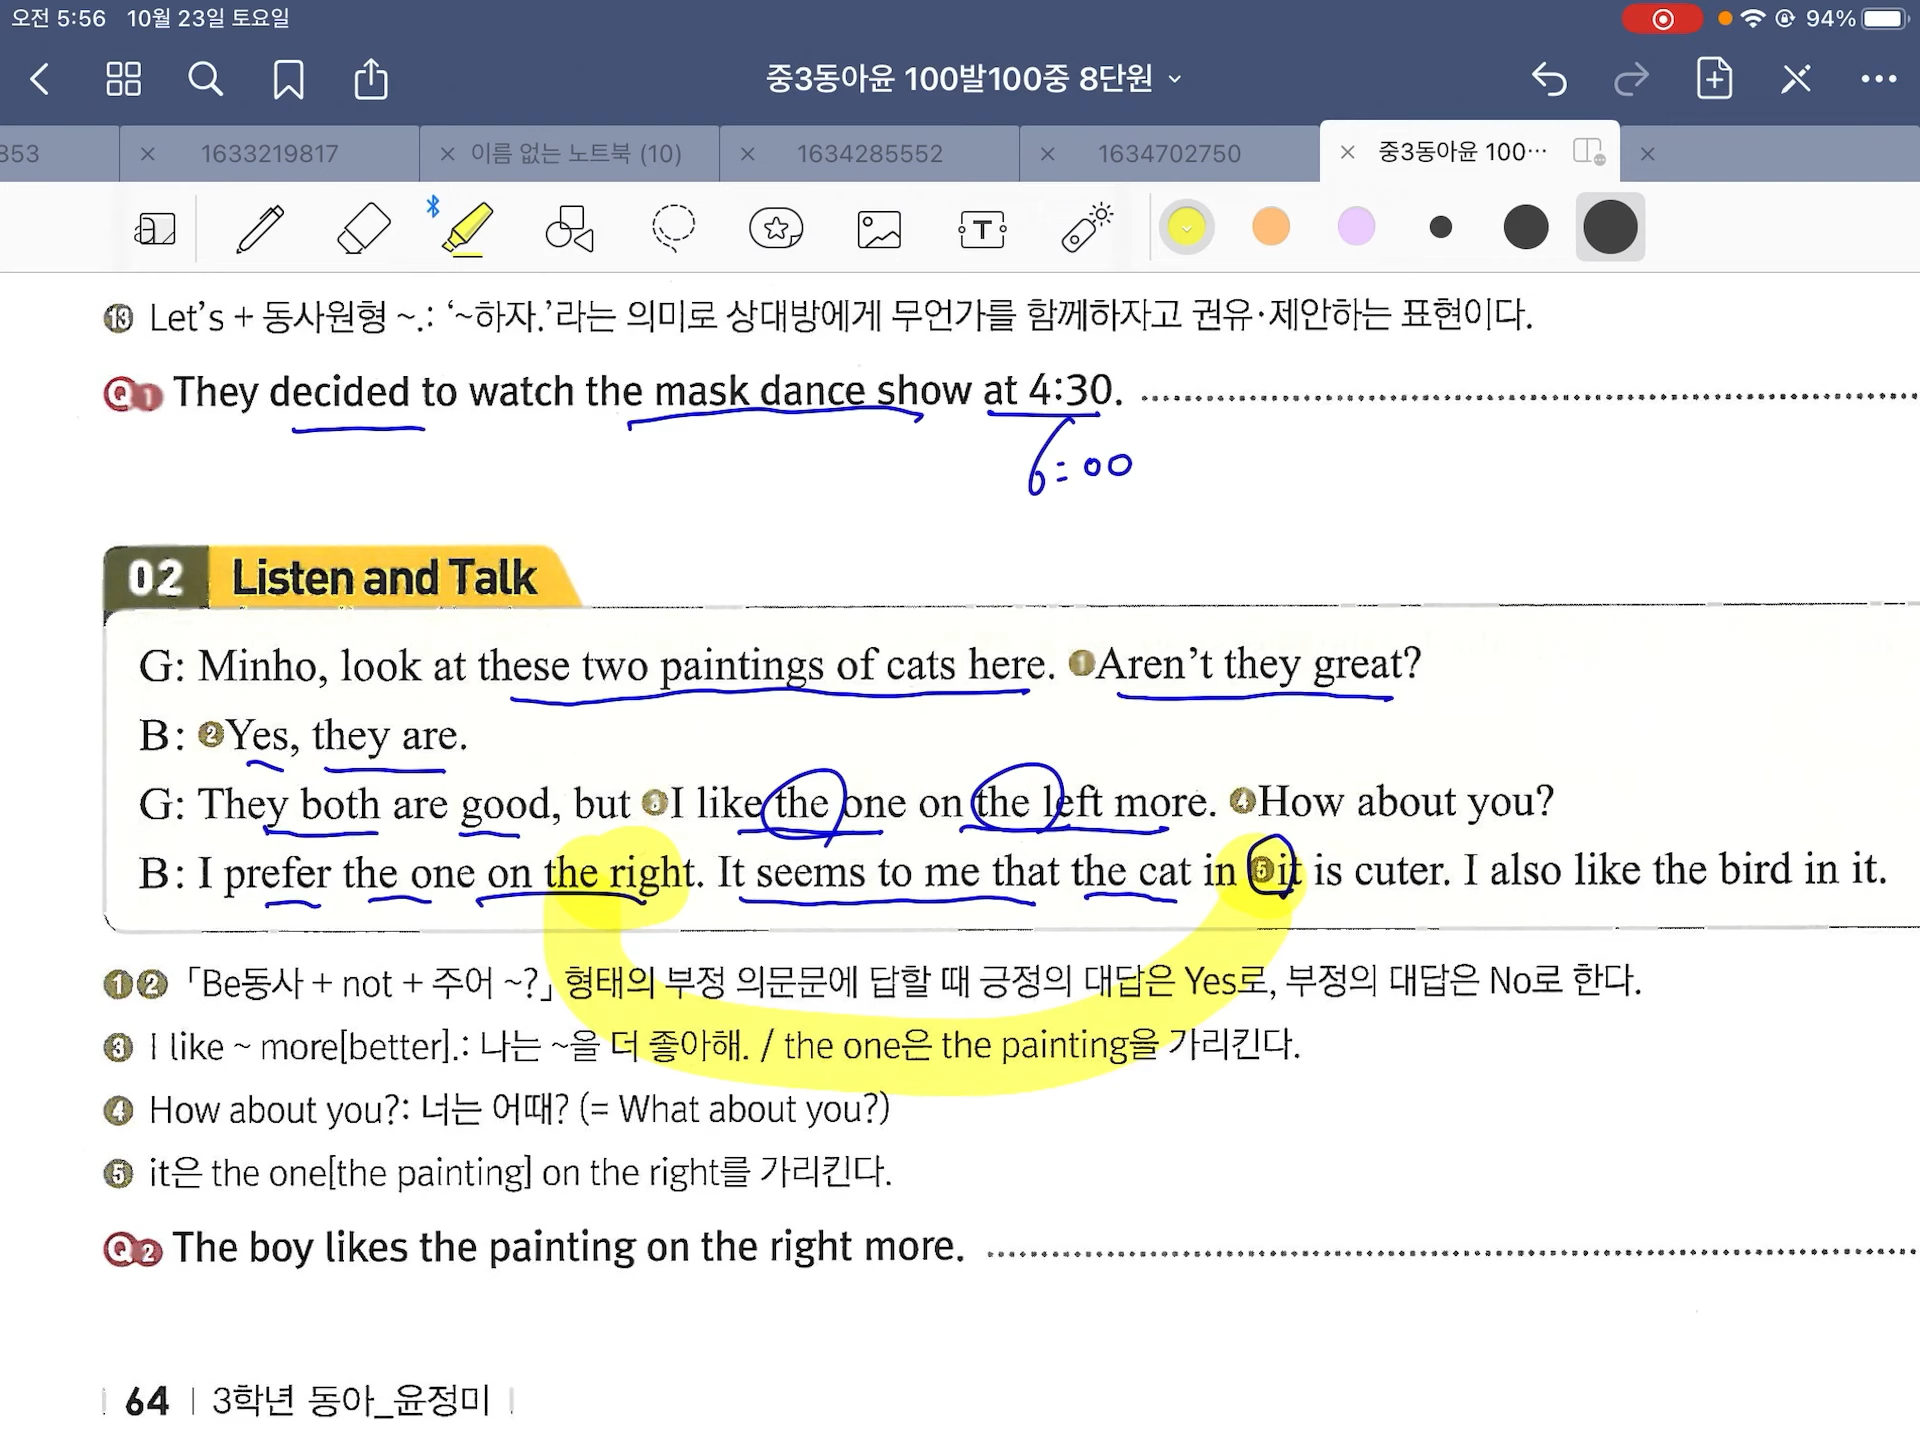 오전 5:56 10월 23일 토요일 94%
중3동아윤 100발100중 8단원
853 × 1633219817 × 이름 없는 노트북 (10) × 1634285552 × 1634702750 × 중3동아윤 100… ×
⑬ Let's + 동사원형 ~.: ‘~하자.’라는 의미로 상대방에게 무언가를 함께하자고 권유·제안하는 표현이다.
Q1 They decided to watch the mask dance show at 4:30.
6:00
02 Listen and Talk
G: Minho, look at these two paintings of cats here. ①Aren't they great?
B: ②Yes, they are.
G: They both are good, but ③I like the one on the left more. ④How about you?
B: I prefer the one on the right. It seems to me that the cat in ⑤it is cuter. I also like the bird in it.
①② 「Be동사 + not + 주어 ~?」 형태의 부정 의문문에 답할 때 긍정의 대답은 Yes로, 부정의 대답은 No로 한다.
③ I like ~ more[better].: 나는 ~을 더 좋아해. / the one은 the painting을 가리킨다.
④ How about you?: 너는 어때? (= What about you?)
⑤ it은 the one[the painting] on the right를 가리킨다.
Q2 The boy likes the painting on the right more.
64 | 3학년 동아_윤정미